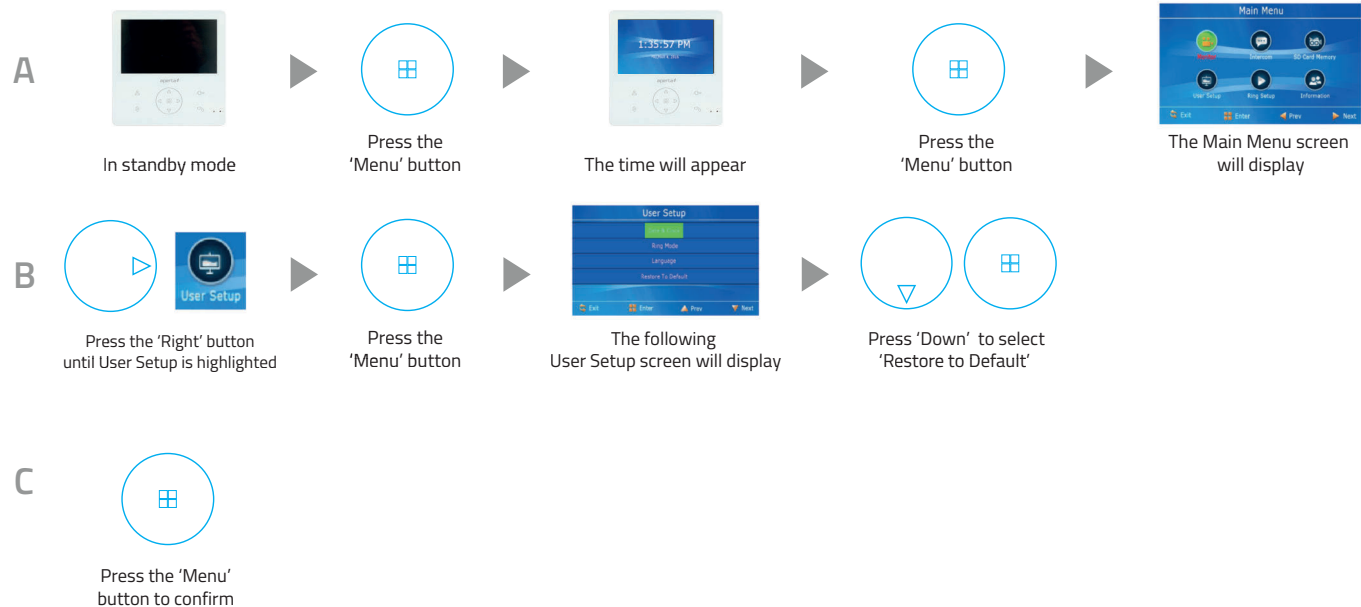 A
1:35:57 PM
In standby mode
Press the
‘Menu’ button
The time will appear
Press the
‘Menu’ button
Main Menu
Intercom
SD Card Memory
User Setup
Ring Setup
Information
Exit
Enter
Prev
Next
The Main Menu screen
will display
B
User Setup
Press the ‘Right’ button
until User Setup is highlighted
Press the
‘Menu’ button
User Setup
Date & Time
Ring Mode
Language
Restore To Default
Exit
Enter
Prev
Next
The following
User Setup screen will display
Press ‘Down’ to select
‘Restore to Default’
C
Press the ‘Menu’
button to confirm